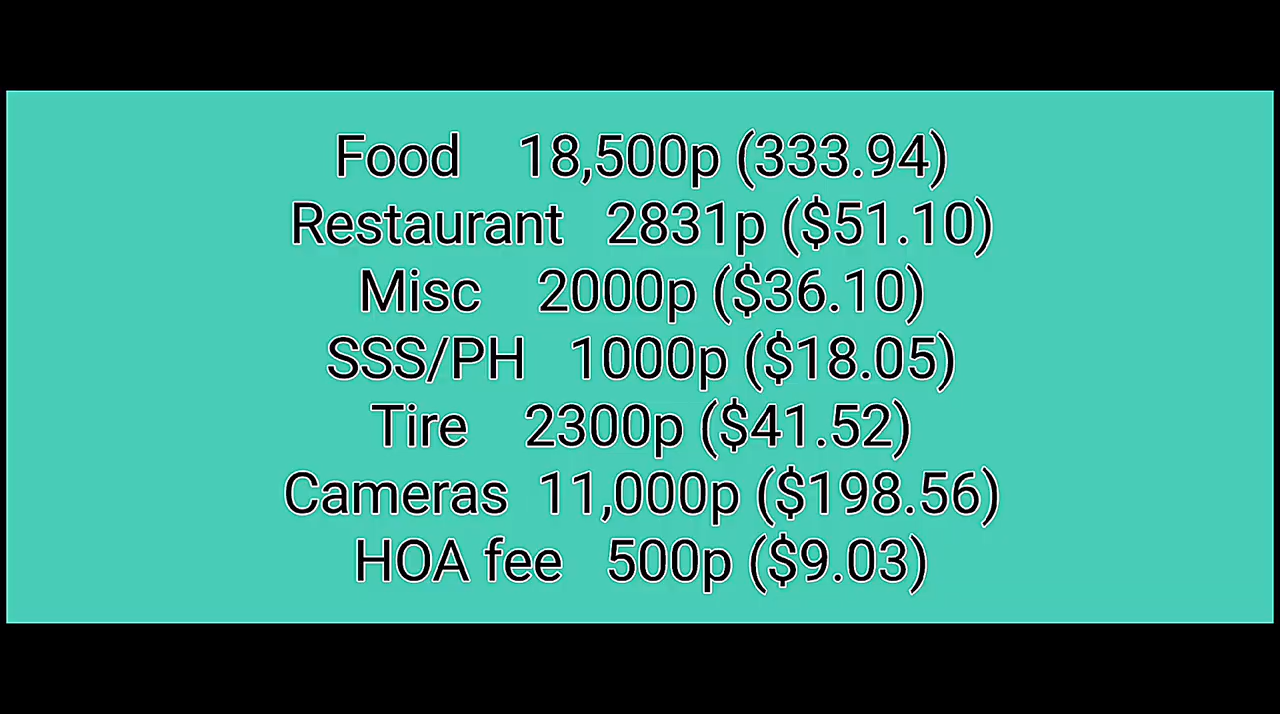 Food 18,500p (333.94)
Restaurant 2831p ($51.10)
Misc 2000p ($36.10)
SSS/PH 1000p ($18.05)
Tire 2300p ($41.52)
Cameras 11,000p ($198.56)
HOA fee 500p ($9.03)